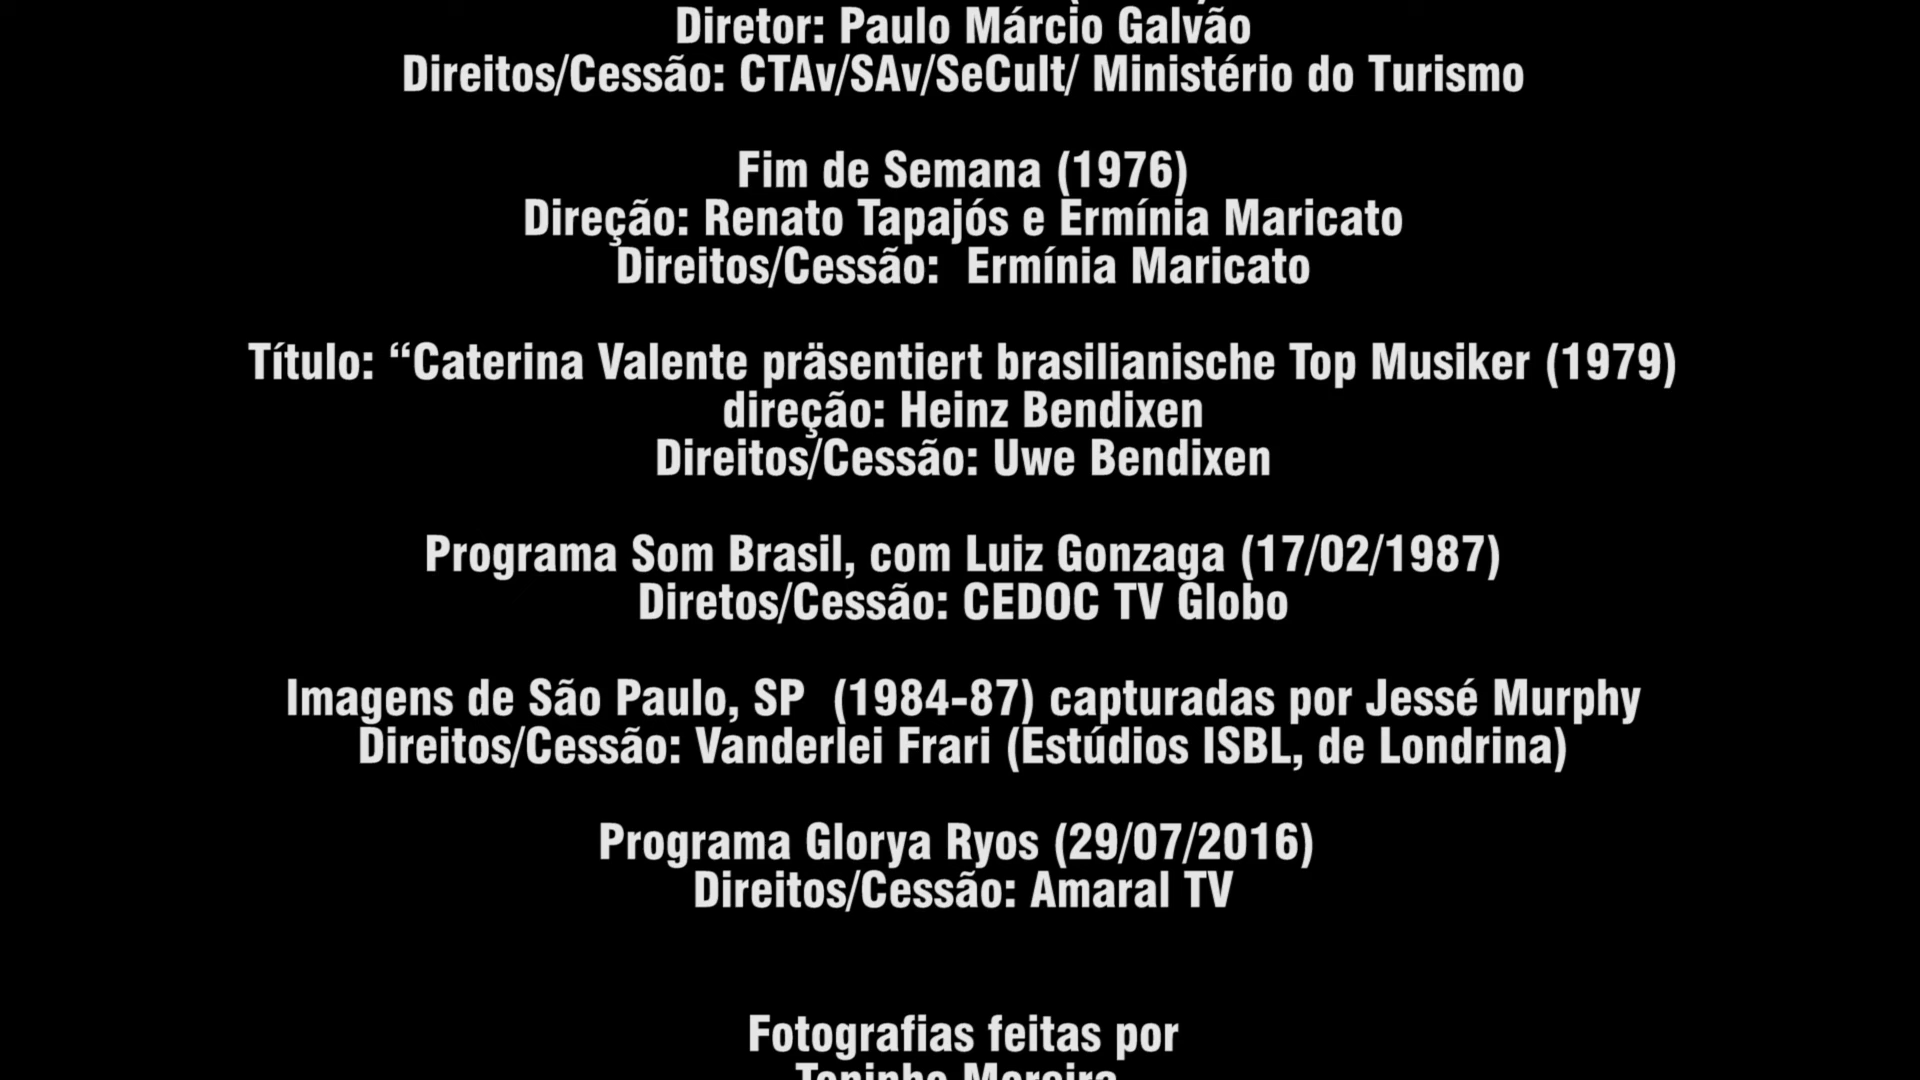 Diretor: Paulo Márcio Galvão
Direitos/Cessão: CTAv/SAv/SeCult/ Ministério do Turismo
Fim de Semana (1976)
Direção: Renato Tapajós e Ermínia Maricato
Direitos/Cessão:  Ermínia Maricato
Título: “Caterina Valente präsentiert brasilianische Top Musiker (1979)
direção: Heinz Bendixen
Direitos/Cessão: Uwe Bendixen
Programa Som Brasil, com Luiz Gonzaga (17/02/1987)
Diretos/Cessão: CEDOC TV Globo
Imagens de São Paulo, SP  (1984-87) capturadas por Jessé Murphy
Direitos/Cessão: Vanderlei Frari (Estúdios ISBL, de Londrina)
Programa Glorya Ryos (29/07/2016)
Direitos/Cessão: Amaral TV
Fotografias feitas por
Toninho Moreira